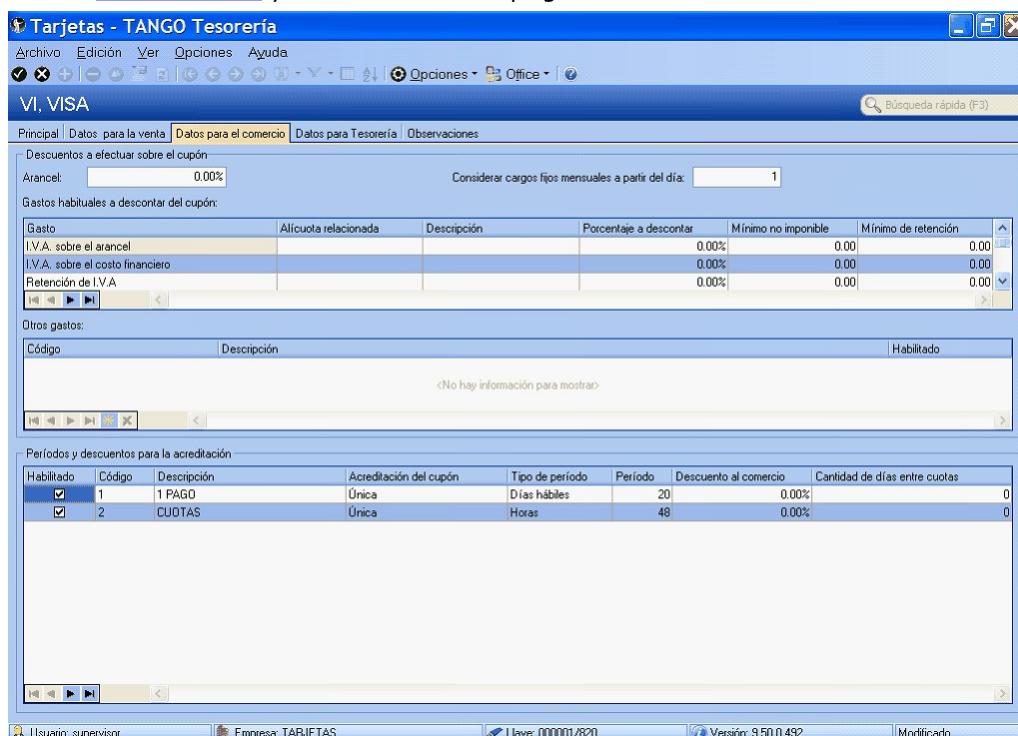 Tarjetas - TANGO Tesorería
Archivo Edición Ver Opciones Ayuda
Opciones Office
VI, VISA Búsqueda rápida (F3)
Principal Datos para la venta Datos para el comercio Datos para Tesorería Observaciones
Descuentos a efectuar sobre el cupón
Arancel: 0.00% Considerar cargos fijos mensuales a partir del día: 1
Gastos habituales a descontar del cupón:
Gasto Alícuota relacionada Descripción Porcentaje a descontar Mínimo no imponible Mínimo de retención
I.V.A. sobre el arancel 0.00% 0.00 0.00
I.V.A. sobre el costo financiero 0.00% 0.00 0.00
Retención de I.V.A 0.00% 0.00 0.00
Otros gastos:
Código Descripción Habilitado
<No hay información para mostrar>
Períodos y descuentos para la acreditación
Habilitado Código Descripción Acreditación del cupón Tipo de período Período Descuento al comercio Cantidad de días entre cuotas
1 1 PAGO Única Días hábiles 20 0.00% 0
2 CUOTAS Única Horas 48 0.00% 0
Usuario: supervisor Empresa: TARJETAS Llave: 000001/820 Versión: 9.50.0.492 Modificado